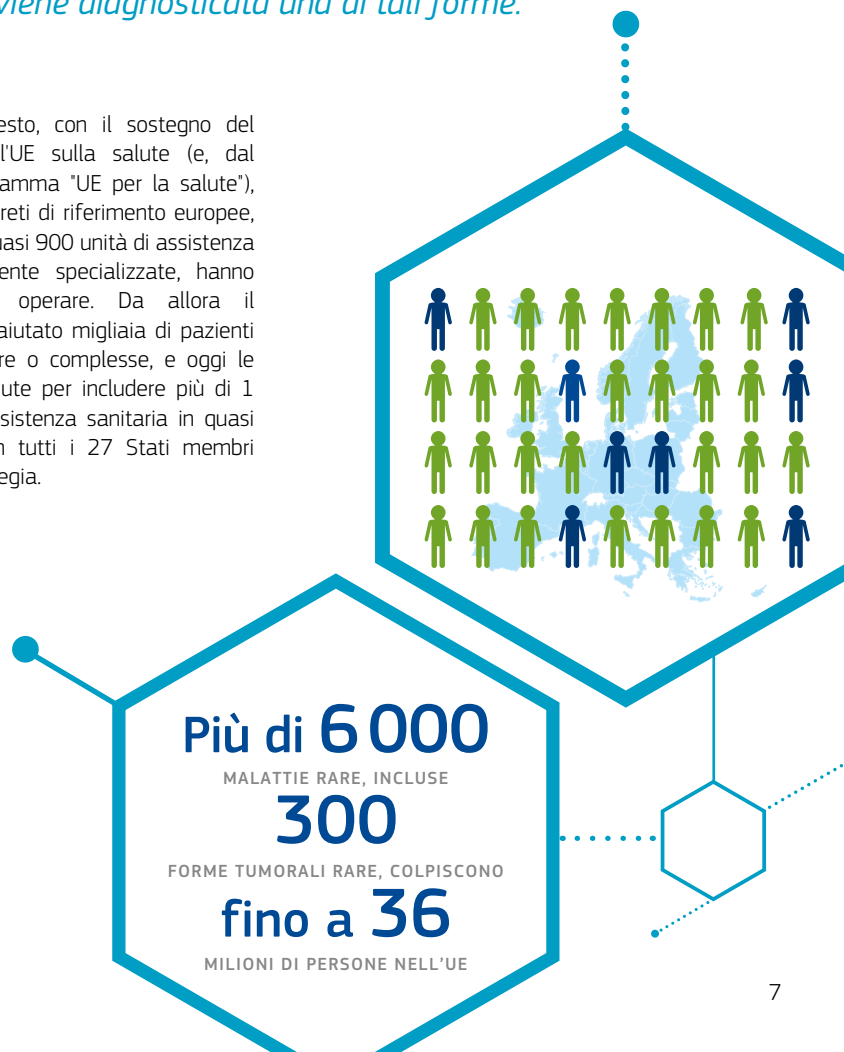 viene diagnosticata una di tali forme.
esto, con il sostegno del
l'UE sulla salute (e, dal
amma "UE per la salute"),
reti di riferimento europee,
uasi 900 unità di assistenza
ente specializzate, hanno
operare. Da allora il
aiutato migliaia di pazienti
re o complesse, e oggi le
ute per includere più di 1
sistenza sanitaria in quasi
n tutti i 27 Stati membri
egia.
Più di 6 000
MALATTIE RARE, INCLUSE
300
FORME TUMORALI RARE, COLPISCONO
fino a 36
MILIONI DI PERSONE NELL'UE
7